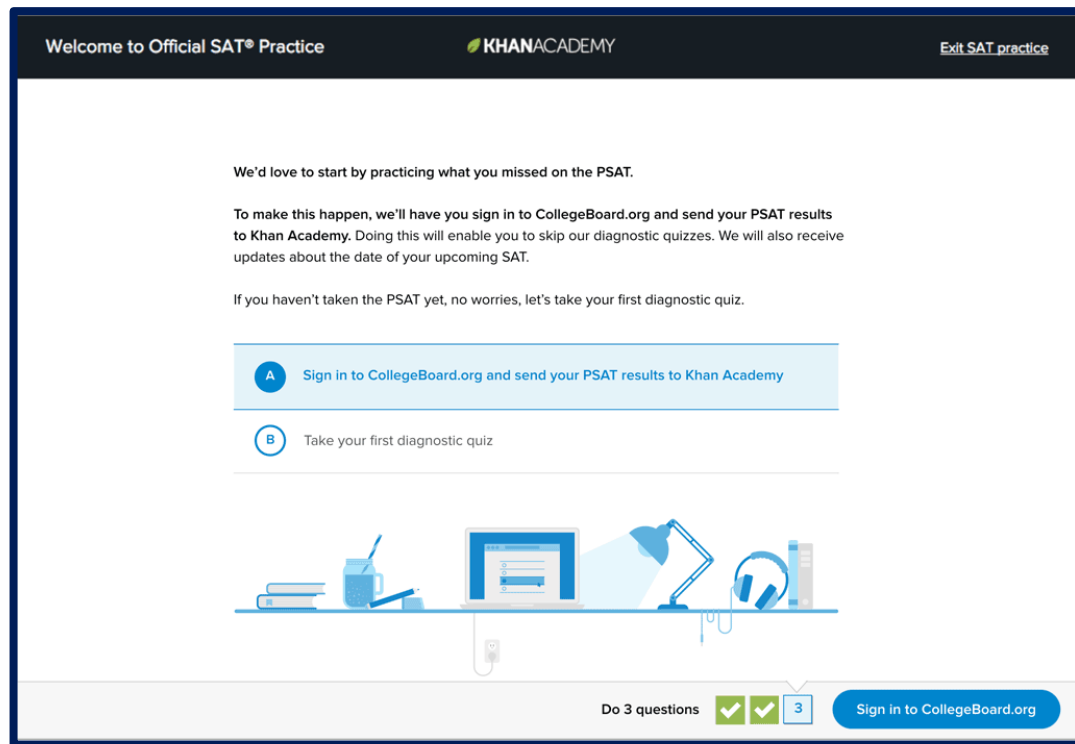 Welcome to Official SAT® Practice
KHANACADEMY
Exit SAT practice
We'd love to start by practicing what you missed on the PSAT.
To make this happen, we'll have you sign in to CollegeBoard.org and send your PSAT results
to Khan Academy. Doing this will enable you to skip our diagnostic quizzes. We will also receive
updates about the date of your upcoming SAT.
If you haven't taken the PSAT yet, no worries, let's take your first diagnostic quiz.
A Sign in to CollegeBoard.org and send your PSAT results to Khan Academy
B Take your first diagnostic quiz
Do 3 questions 3 Sign in to CollegeBoard.org